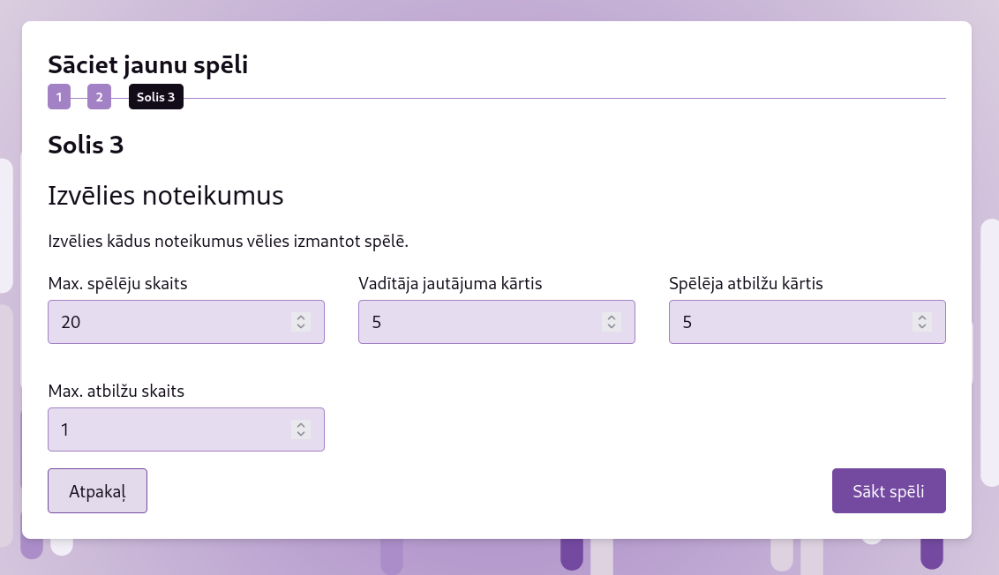 Sāciet jaunu spēli
1 2 Solis 3
Solis 3
Izvēlies noteikumus
Izvēlies kādus noteikumus vēlies izmantot spēlē.
Max. spēlēju skaits Vadītāja jautājuma kārtis Spēlēja atbilžu kārtis
20 5 5
Max. atbilžu skaits
1
Atpakaļ Sākt spēli